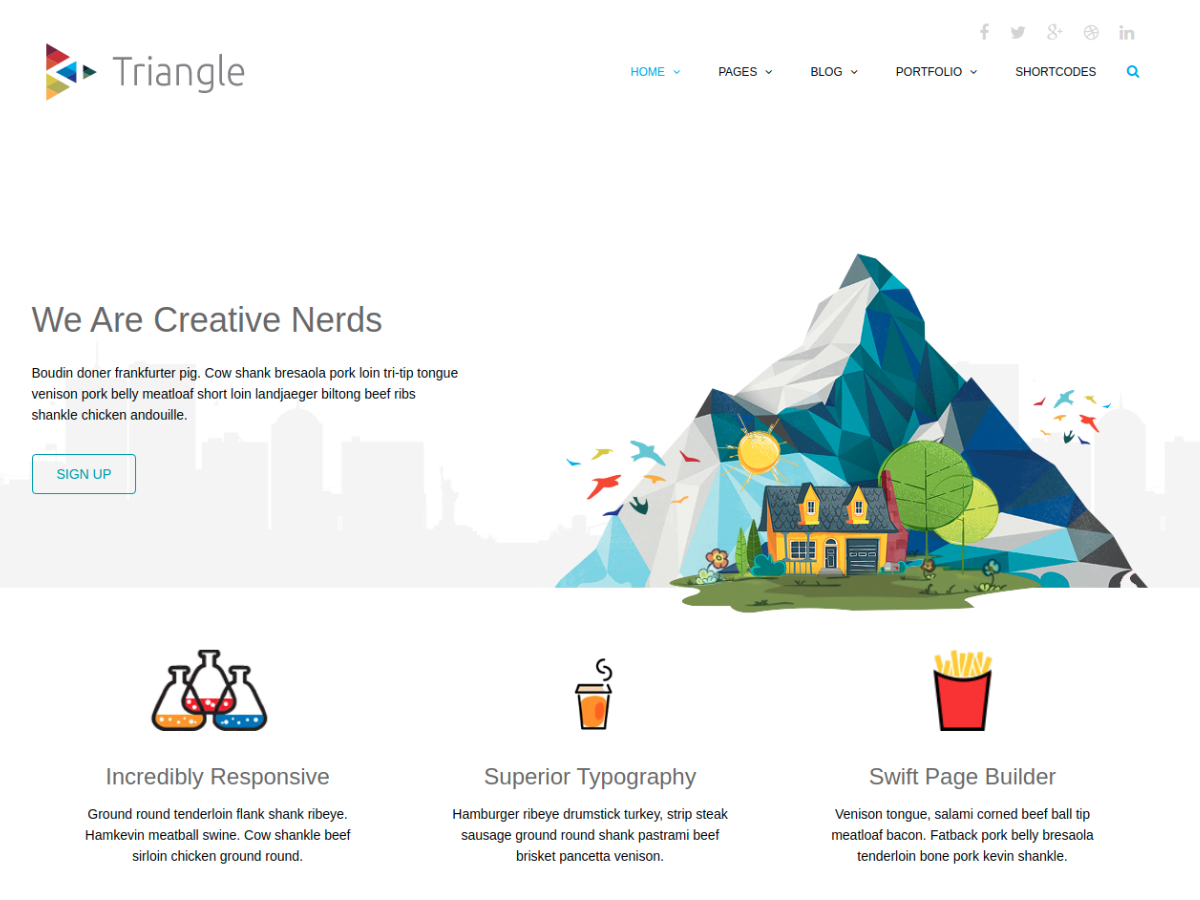 Triangle
HOME
PAGES
BLOG
PORTFOLIO
SHORTCODES
We Are Creative Nerds
Boudin doner frankfurter pig. Cow shank bresaola pork loin tri-tip tongue
venison pork belly meatloaf short loin landjaeger biltong beef ribs
shankle chicken andouille.
SIGN UP
Incredibly Responsive
Ground round tenderloin flank shank ribeye.
Hamkevin meatball swine. Cow shankle beef
sirloin chicken ground round.
Superior Typography
Hamburger ribeye drumstick turkey, strip steak
sausage ground round shank pastrami beef
brisket pancetta venison.
Swift Page Builder
Venison tongue, salami corned beef ball tip
meatloaf bacon. Fatback pork belly bresaola
tenderloin bone pork kevin shankle.